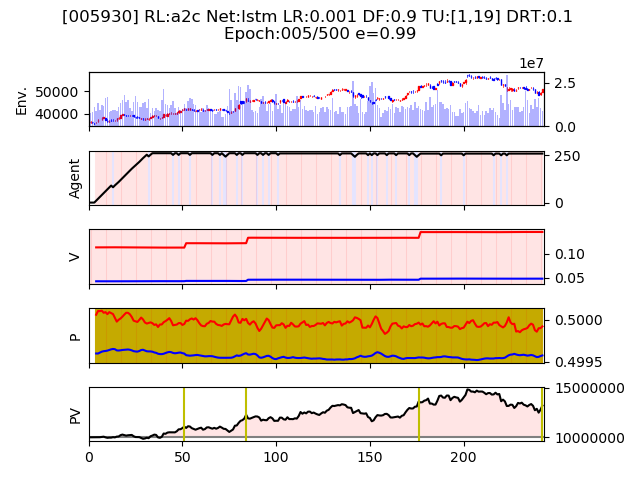 [005930] RL:a2c Net:lstm LR:0.001 DF:0.9 TU:[1,19] DRT:0.1
Epoch:005/500 e=0.99
1e7
Env.
50000
40000
2.5
0.0
Agent
250
0
V
0.10
0.05
P
0.5000
0.4995
PV
15000000
10000000
0 50 100 150 200